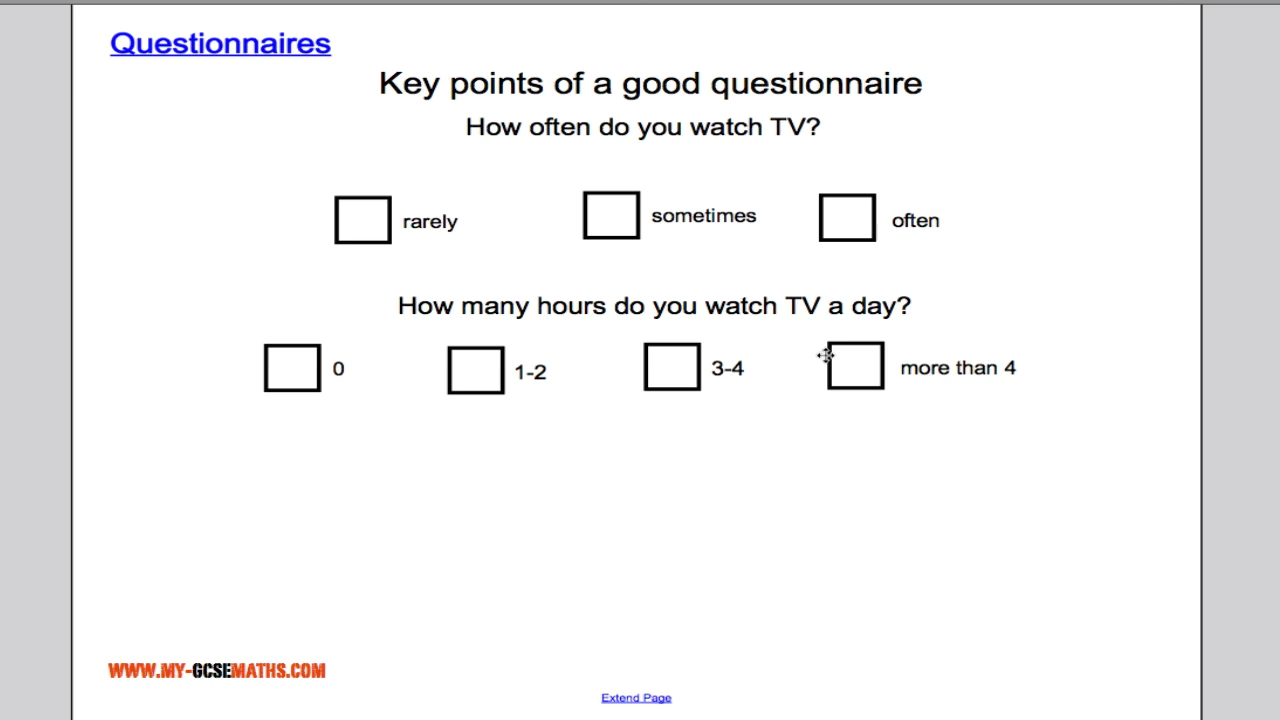 Questionnaires
Key points of a good questionnaire
How often do you watch TV?
rarely sometimes often
How many hours do you watch TV a day?
0 1-2 3-4 more than 4
WWW.MY-GCSEMATHS.COM
Extend Page